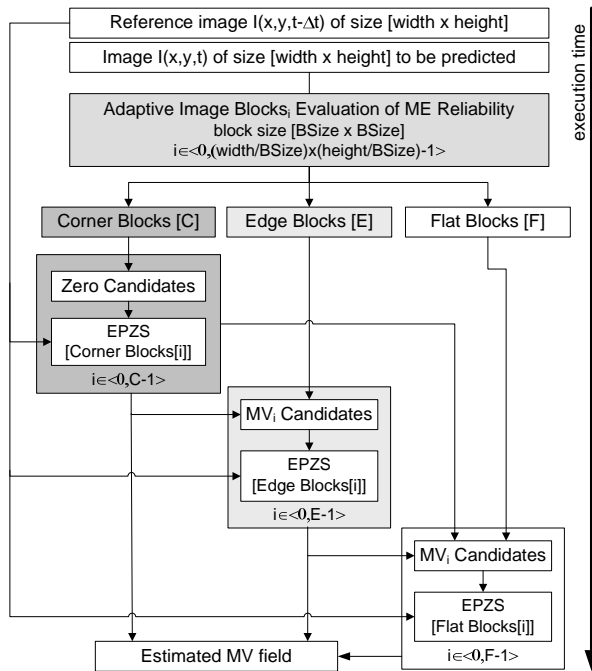 Reference image I(x,y,t-Δt) of size [width x height]
Image I(x,y,t) of size [width x height] to be predicted
execution time
Adaptive Image Blocksᵢ Evaluation of ME Reliability
block size [BSize x BSize]
i∈<0,(width/BSize)x(height/BSize)-1>
Corner Blocks [C]
Edge Blocks [E]
Flat Blocks [F]
Zero Candidates
EPZS
[Corner Blocks[i]]
i∈<0,C-1>
MVᵢ Candidates
EPZS
[Edge Blocks[i]]
i∈<0,E-1>
MVᵢ Candidates
EPZS
[Flat Blocks[i]]
i∈<0,F-1>
Estimated MV field